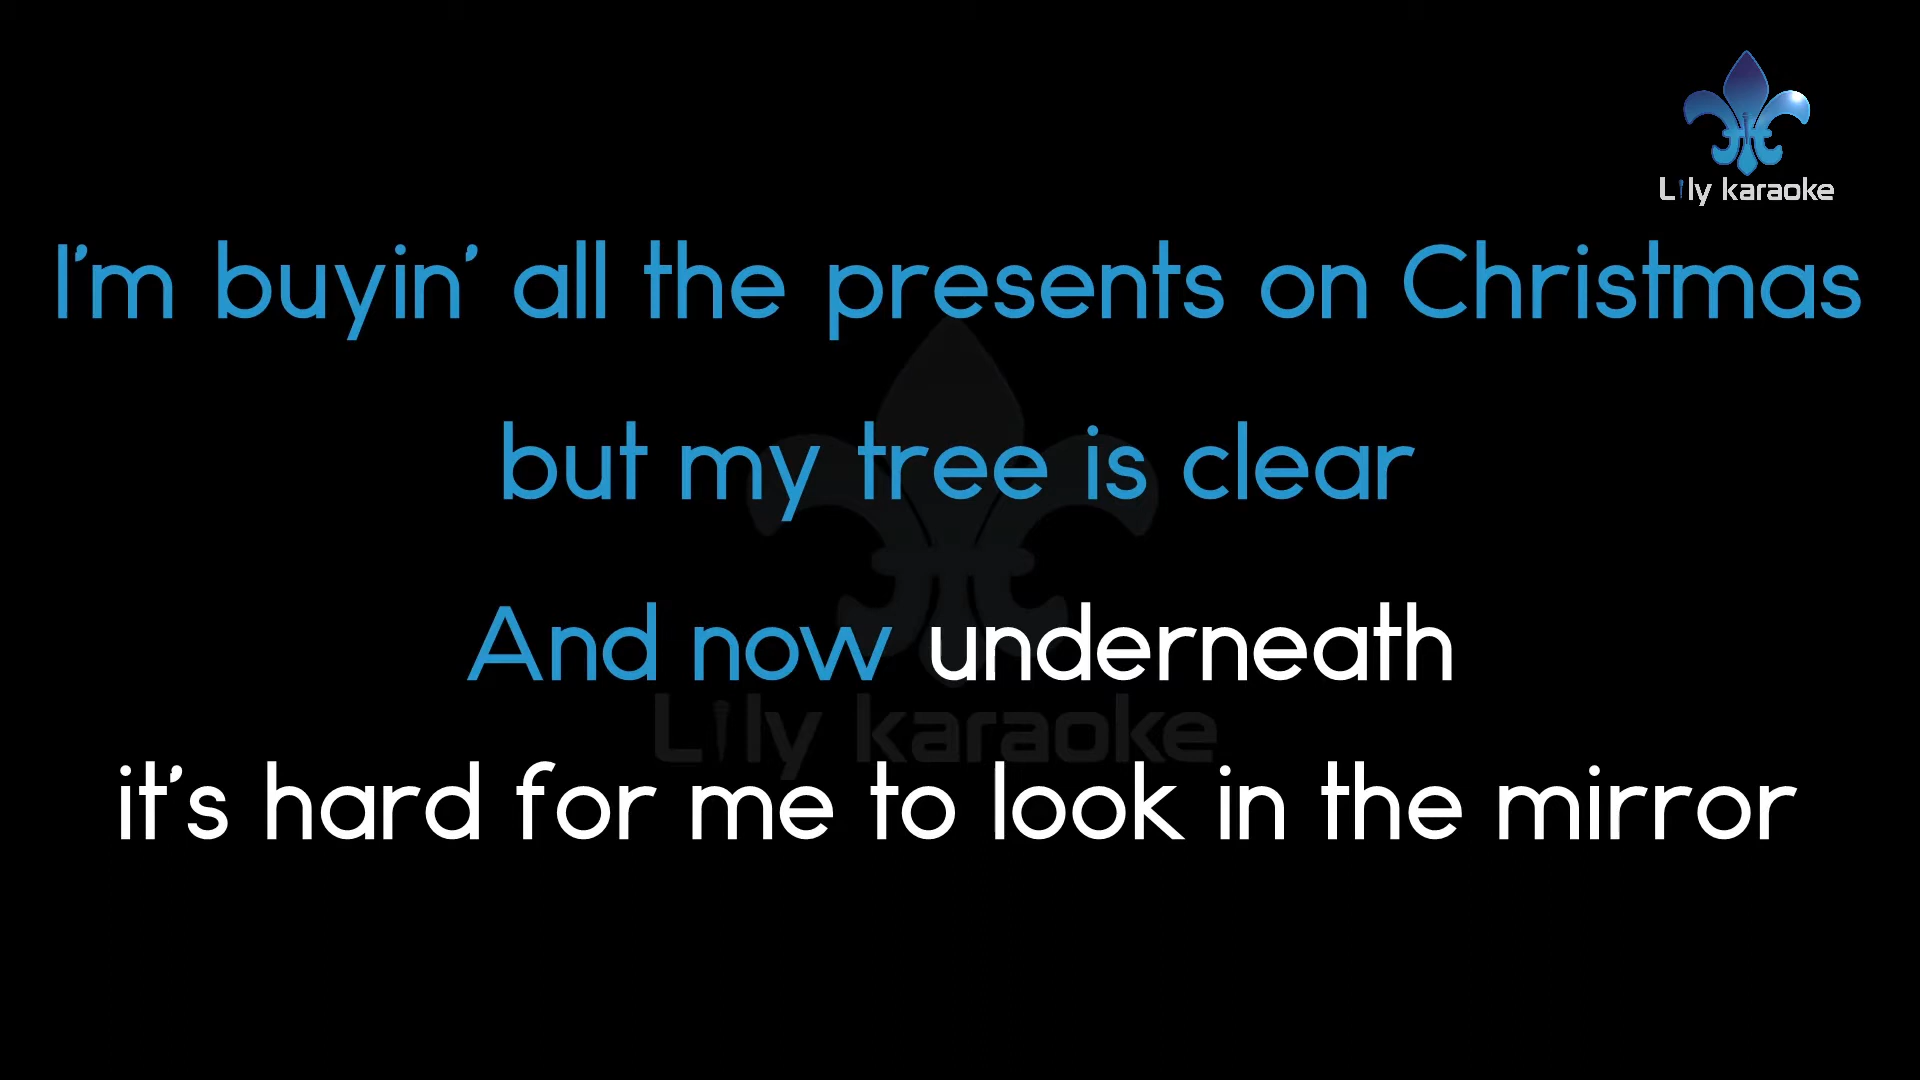 Lily karaoke
I'm buyin' all the presents on Christmas
but my tree is clear
And now underneath
Lily karaoke
it's hard for me to look in the mirror